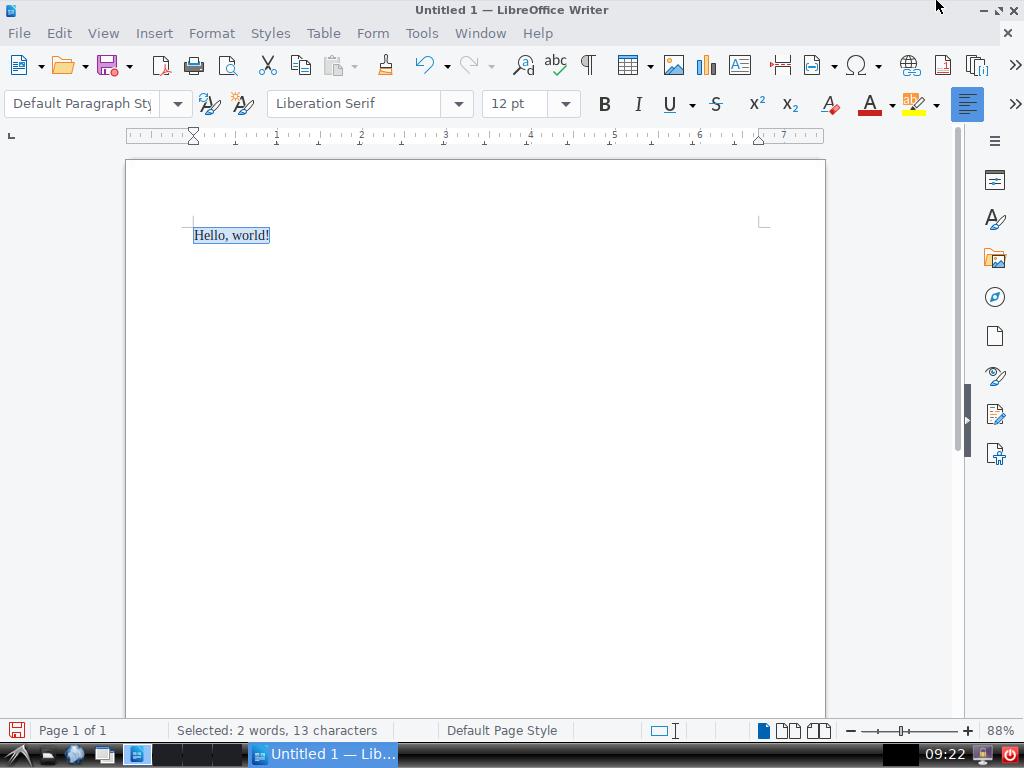 Untitled 1 — LibreOffice Writer
File Edit View Insert Format Styles Table Form Tools Window Help
Default Paragraph Sty Liberation Serif 12 pt
1 2 3 4 5 6 7
Hello, world!
Page 1 of 1 Selected: 2 words, 13 characters Default Page Style 88%
Untitled 1 — Lib... 09:22